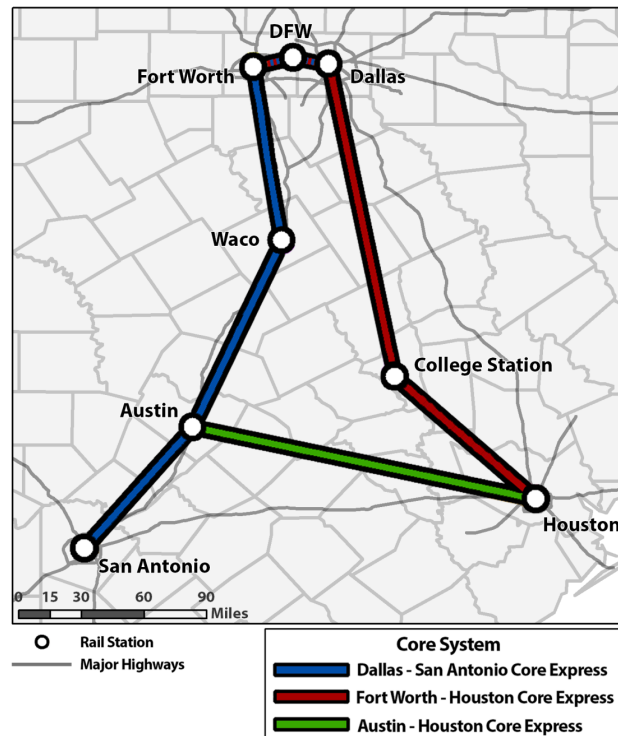 DFW
Fort Worth
Dallas
Waco
College Station
Austin
Houston
San Antonio
0 15 30 60 90
Miles
Rail Station
Major Highways
Core System
Dallas - San Antonio Core Express
Fort Worth - Houston Core Express
Austin - Houston Core Express